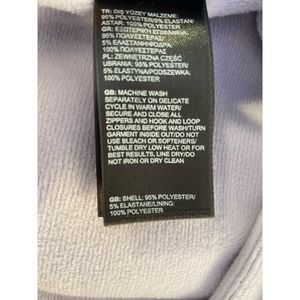 TR: DIŞ YÜZEY MALZEME:
95% POLYESTER/5% ELASTAN/
ASTAR: 100% POLYESTER
GR: ΕΞΩΤΕΡΙΚΗ ΕΠΙΦΑΝΕΙΑ:
95% ΠΟΛΥΕΣΤΕΡΑΣ/
5% ΕΛΑΣΤΑΝ/ΦΟΔΡΑ:
100% ΠΟΛΥΕΣΤΕΡΑΣ
PL: ZEWNĘTRZNA CZĘŚĆ
UBRANIA: 95% POLYESTER/
5% ELASTYNA/PODSZEWKA:
100% POLYESTER
GB: MACHINE WASH
SEPARATELY ON DELICATE
CYCLE IN WARM WATER/
SECURE AND CLOSE ALL
ZIPPERS AND HOOK AND LOOP
CLOSURES BEFORE WASH/TURN
GARMENT INSIDE OUT/DO NOT
USE BLEACH OR SOFTENERS/
TUMBLE DRY LOW HEAT OR FOR
BEST RESULTS, LINE DRY/DO
NOT IRON OR DRY CLEAN
GB: SHELL: 95% POLYESTER/
5% ELASTANE/LINING:
100% POLYESTER